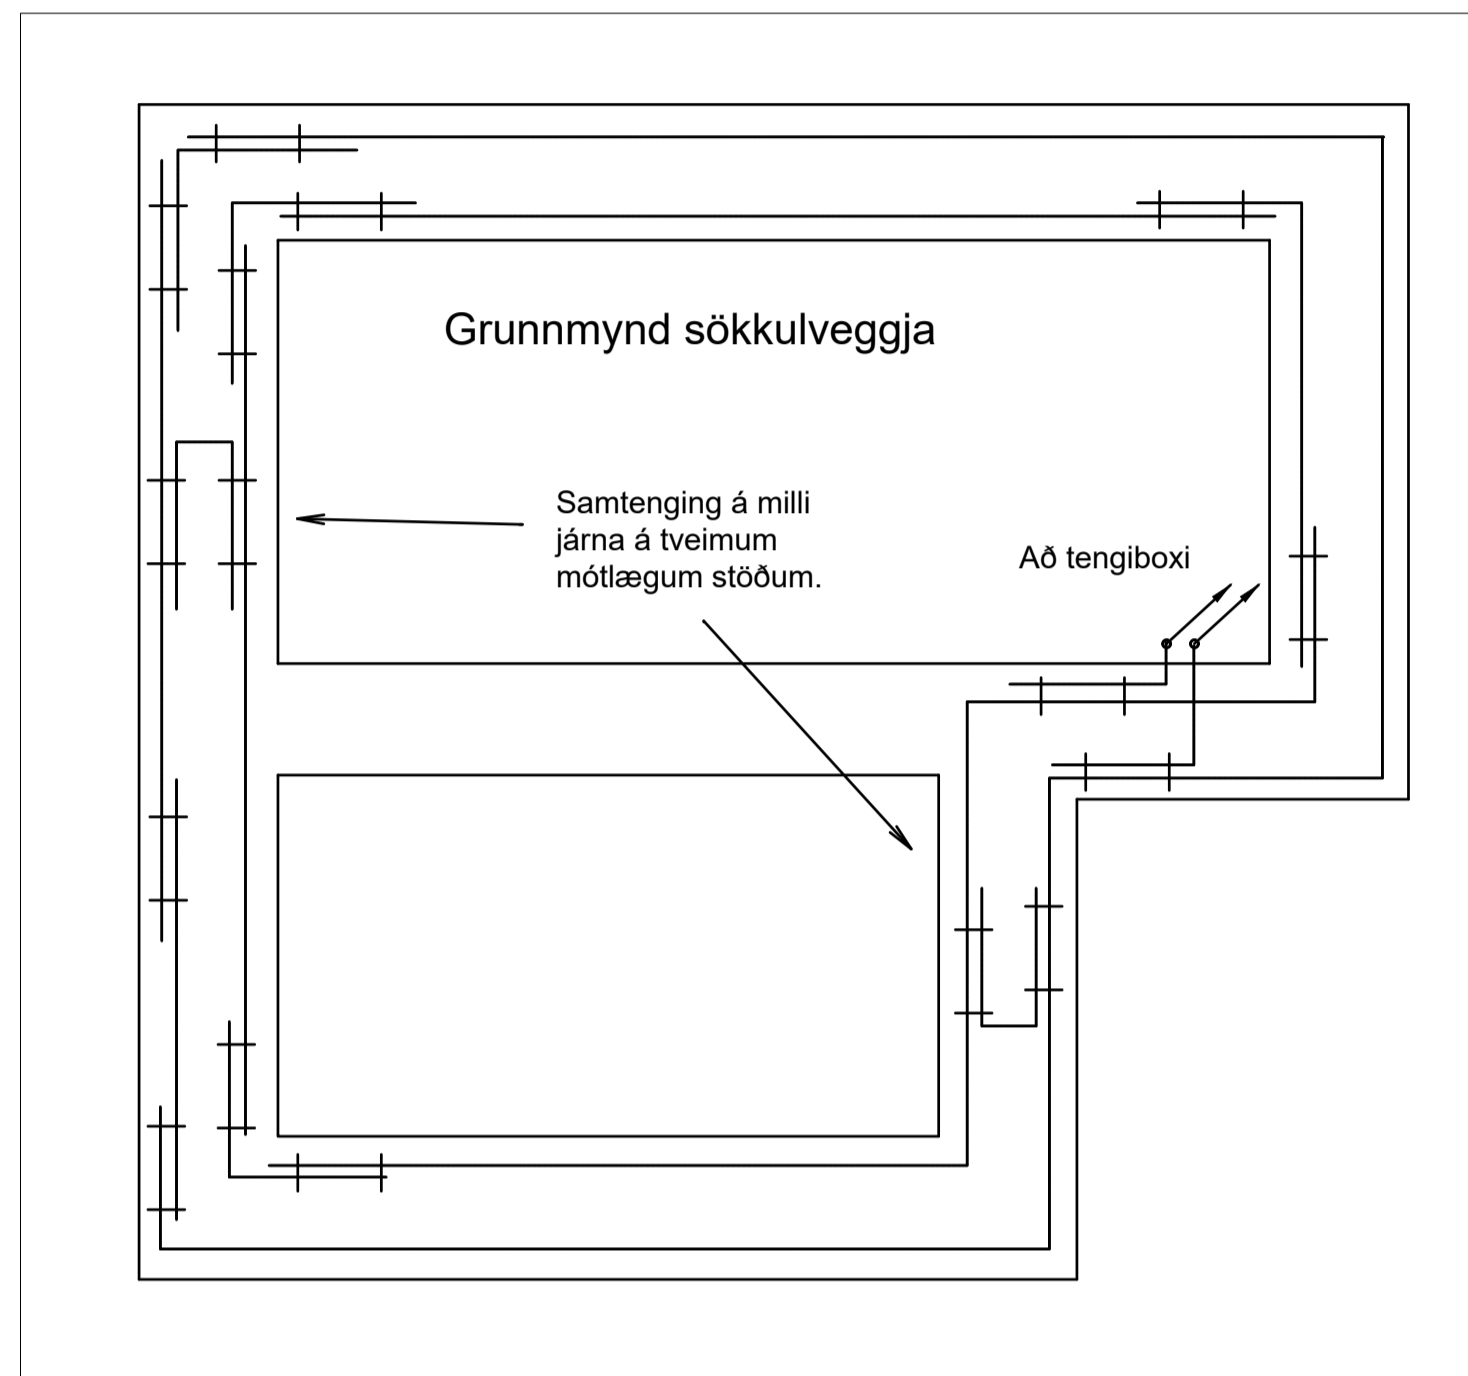 Grunnmynd sökkulveggja
Samtenging á milli
járna á tveimum
mótlægum stöðum.
Að tengiboxi